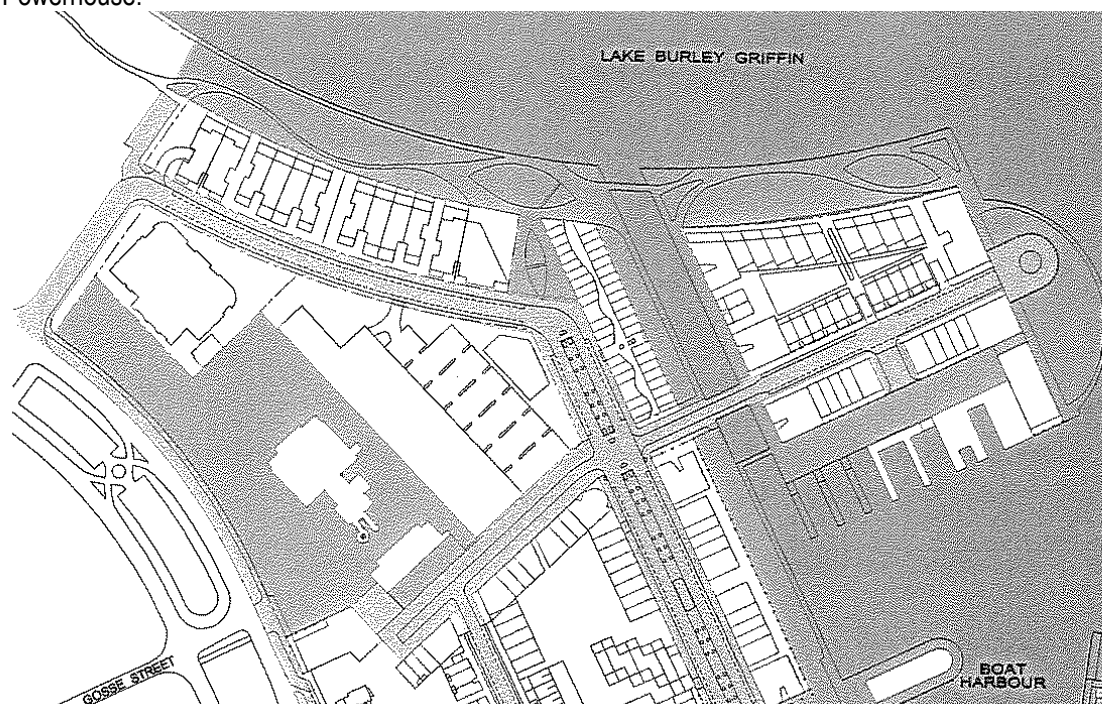 Powerhouse.
LAKE BURLEY GRIFFIN
GOSSE STREET
BOAT
HARBOUR